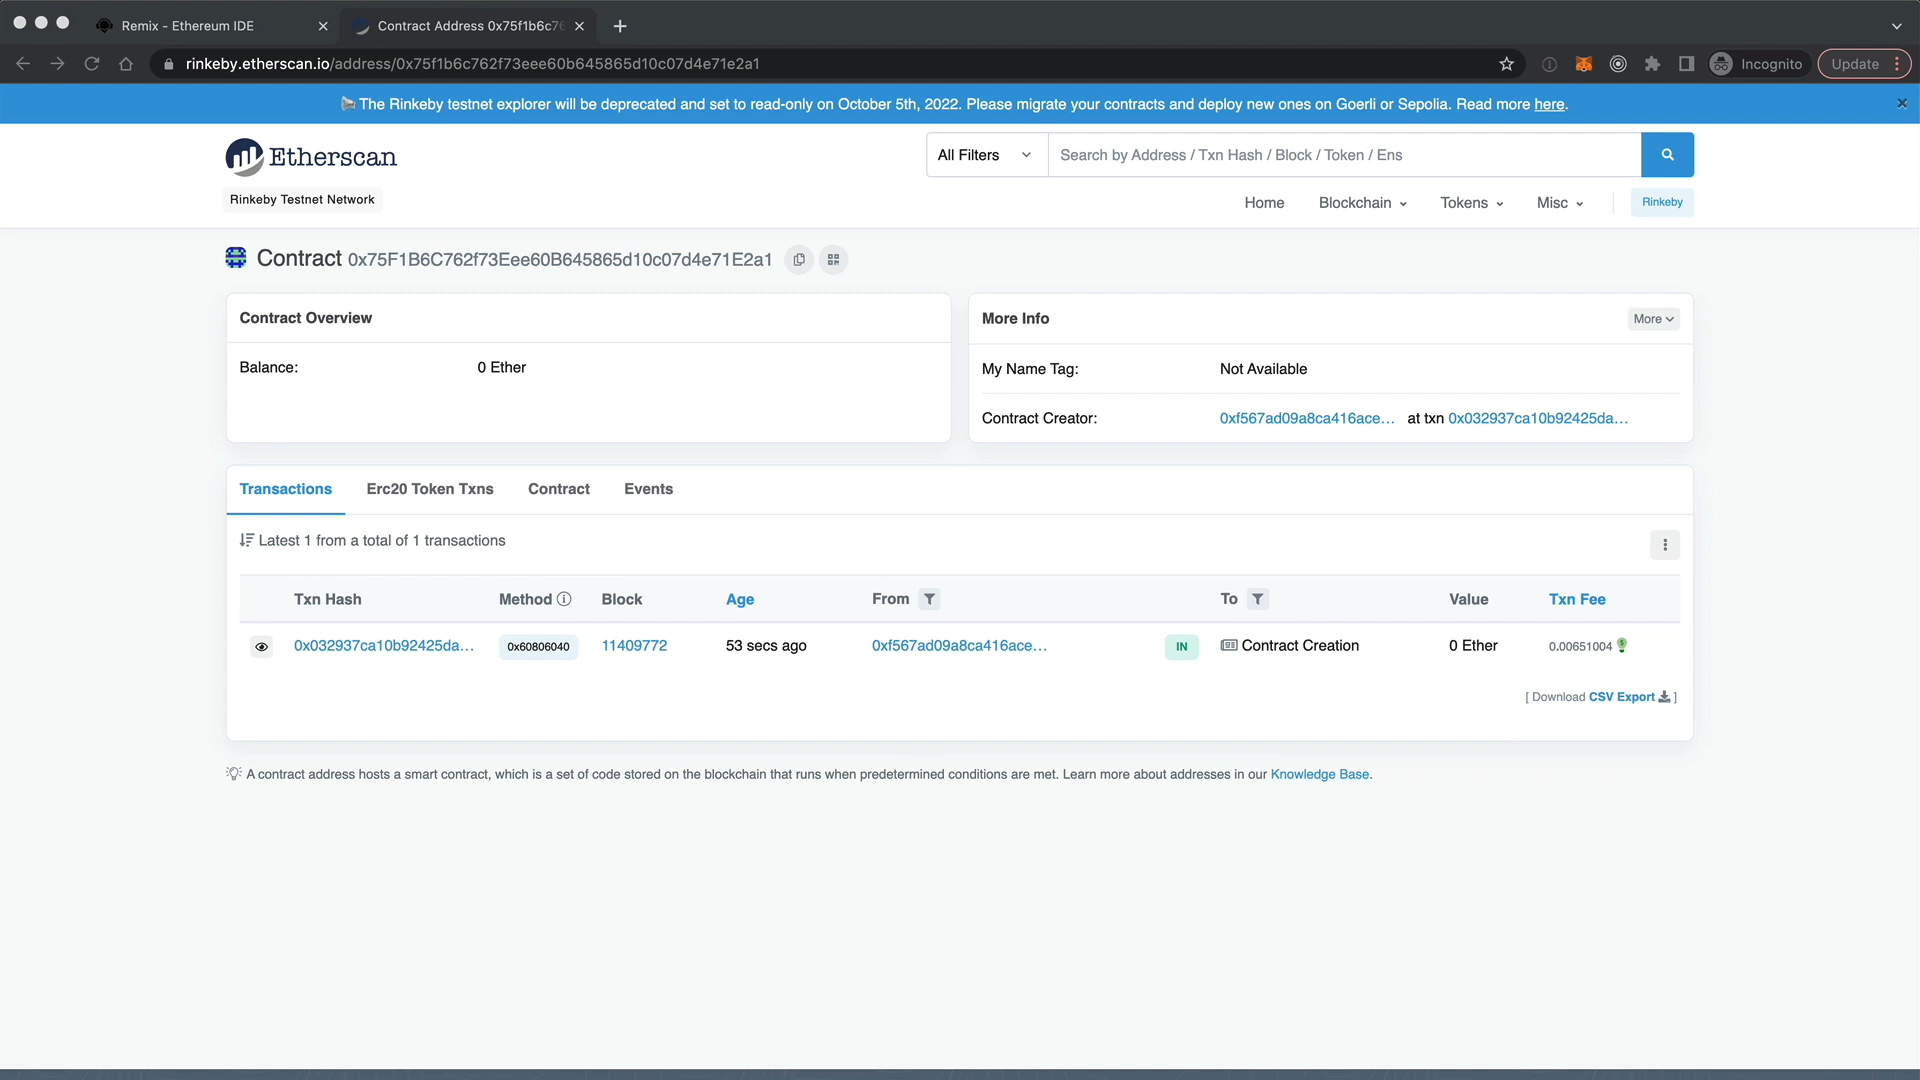 Remix - Ethereum IDE
Contract Address 0x75f1b6c76
rinkeby.etherscan.io/address/0x75f1b6c762f73eee60b645865d10c07d4e71e2a1
Incognito
Update
The Rinkeby testnet explorer will be deprecated and set to read-only on October 5th, 2022. Please migrate your contracts and deploy new ones on Goerli or Sepolia. Read more here.
Etherscan
All Filters
Search by Address / Txn Hash / Block / Token / Ens
Rinkeby Testnet Network
Home Blockchain Tokens Misc Rinkeby
Contract 0x75F1B6C762f73Eee60B645865d10c07d4e71E2a1
Contract Overview
Balance: 0 Ether
More Info More
My Name Tag: Not Available
Contract Creator: 0xf567ad09a8ca416ace... at txn 0x032937ca10b92425da...
Transactions Erc20 Token Txns Contract Events
Latest 1 from a total of 1 transactions
Txn Hash Method Block Age From To Value Txn Fee
0x032937ca10b92425da... 0x60806040 11409772 53 secs ago 0xf567ad09a8ca416ace... IN Contract Creation 0 Ether 0.00651004
[ Download CSV Export ]
A contract address hosts a smart contract, which is a set of code stored on the blockchain that runs when predetermined conditions are met. Learn more about addresses in our Knowledge Base.